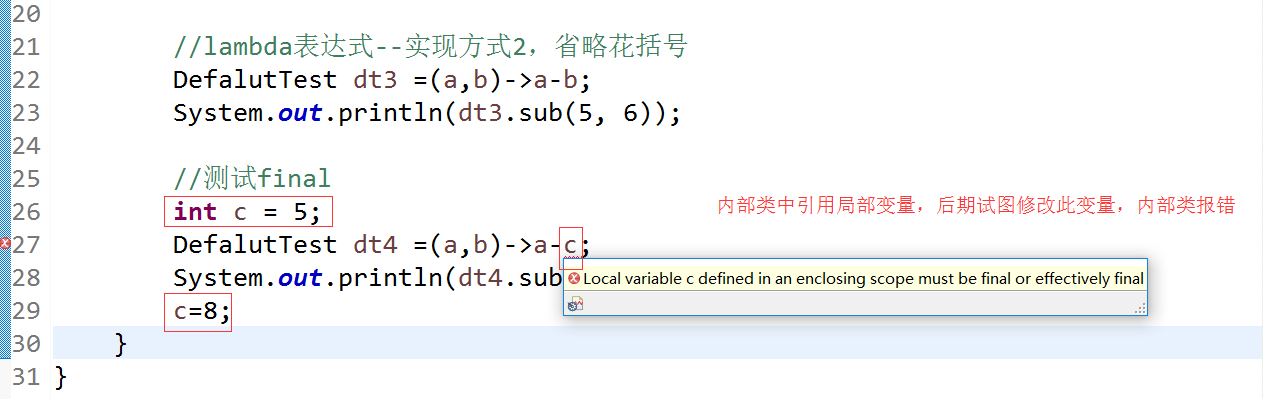 20
21 //lambda表达式--实现方式2，省略花括号
22 DefalutTest dt3 =(a,b)->a-b;
23 System.out.println(dt3.sub(5, 6));
24
25 //测试final
26 int c = 5;
内部类中引用局部变量，后期试图修改此变量，内部类报错
27 DefalutTest dt4 =(a,b)->a-c;
28 System.out.println(dt4.sub
Local variable c defined in an enclosing scope must be final or effectively final
29 c=8;
30 }
31 }